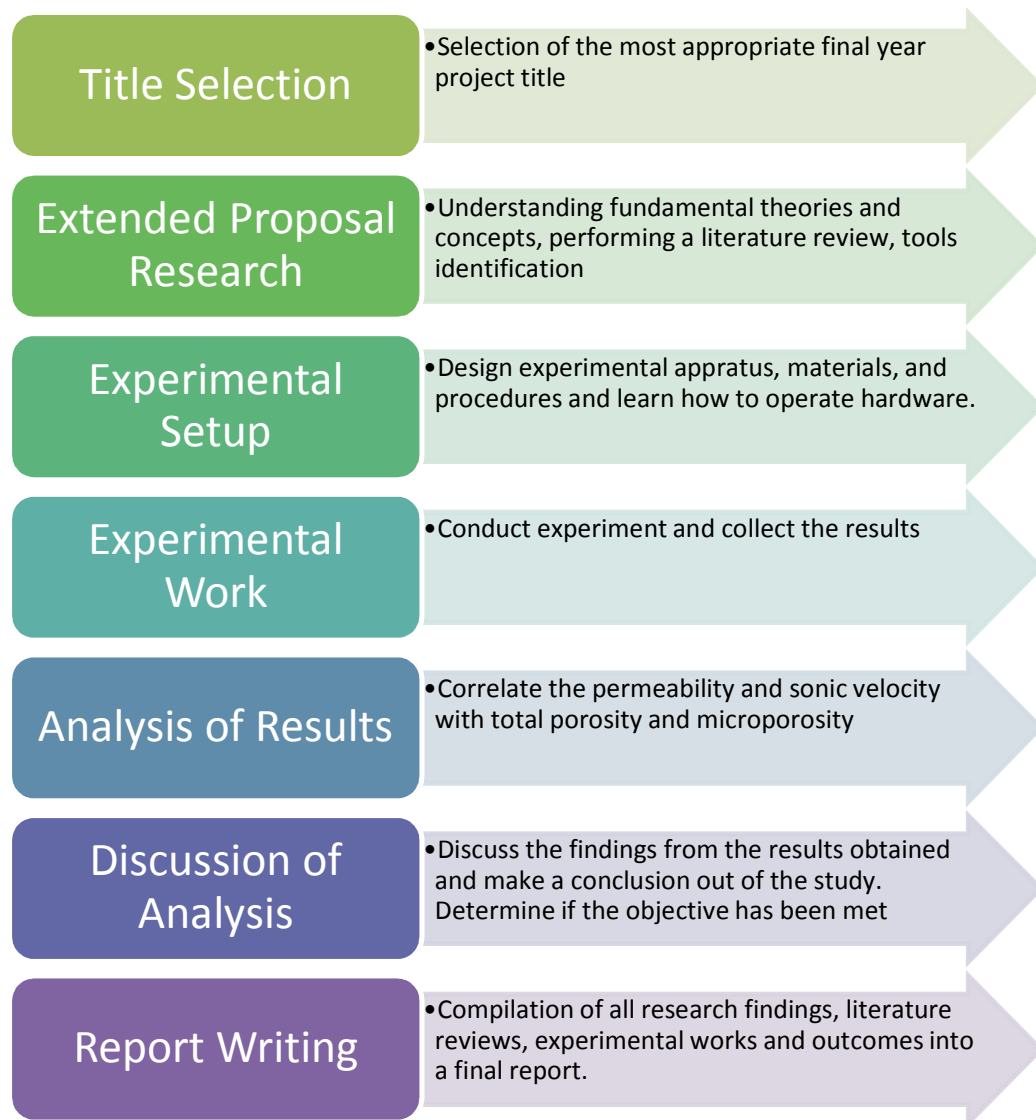 Title Selection
•Selection of the most appropriate final year
project title
Extended Proposal
Research
•Understanding fundamental theories and
concepts, performing a literature review, tools
identification
Experimental
Setup
•Design experimental appratus, materials, and
procedures and learn how to operate hardware.
Experimental
Work
•Conduct experiment and collect the results
Analysis of Results
•Correlate the permeability and sonic velocity
with total porosity and microporosity
Discussion of
Analysis
•Discuss the findings from the results obtained
and make a conclusion out of the study.
Determine if the objective has been met
Report Writing
•Compilation of all research findings, literature
reviews, experimental works and outcomes into
a final report.